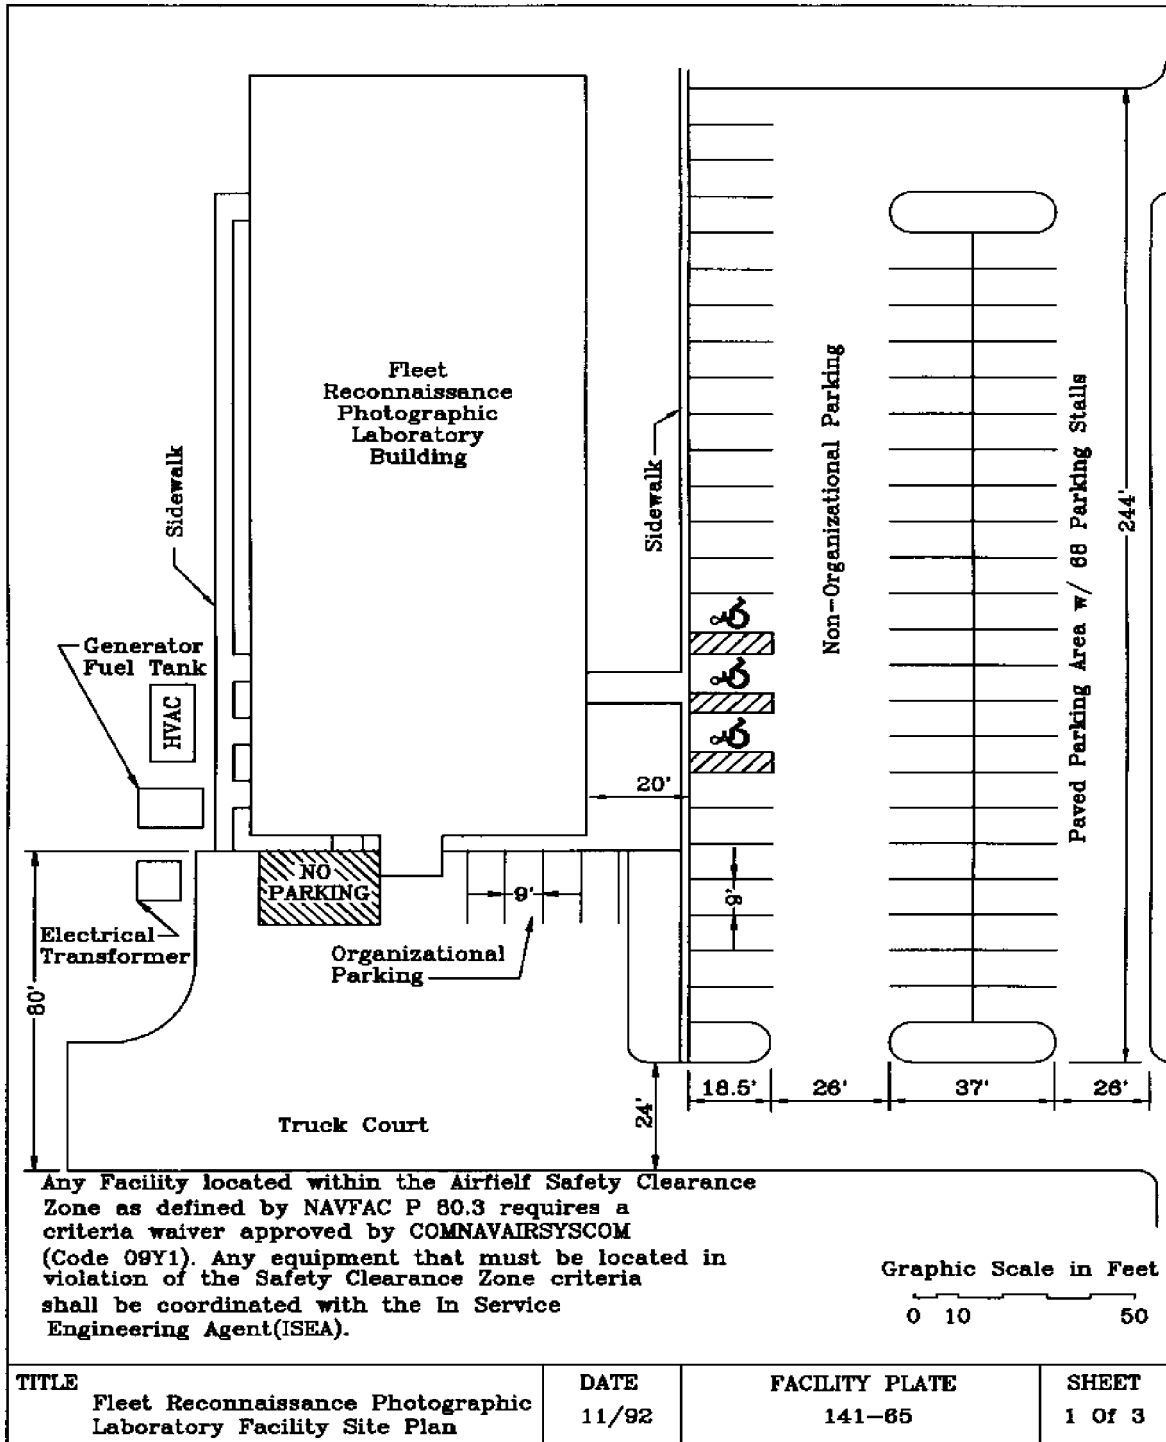 Fleet
Reconnaissance
Photographic
Laboratory
Building
Sidewalk
Sidewalk
Non-Organizational Parking
Paved Parking Area w/ 68 Parking Stalls
244'
Generator
Fuel Tank
HVAC
20'
NO
PARKING
9'
9'
Electrical
Transformer
Organizational
Parking
80'
18.5'
26'
37'
26'
24'
Truck Court
Any Facility located within the Airfielf Safety Clearance
Zone as defined by NAVFAC P 80.3 requires a
criteria waiver approved by COMNAVAIRSYSCOM
(Code 09Y1). Any equipment that must be located in
violation of the Safety Clearance Zone criteria
shall be coordinated with the In Service
Engineering Agent(ISEA).
Graphic Scale in Feet
0 10 50
TITLE
Fleet Reconnaissance Photographic
Laboratory Facility Site Plan
DATE
11/92
FACILITY PLATE
141-65
SHEET
1 Of 3